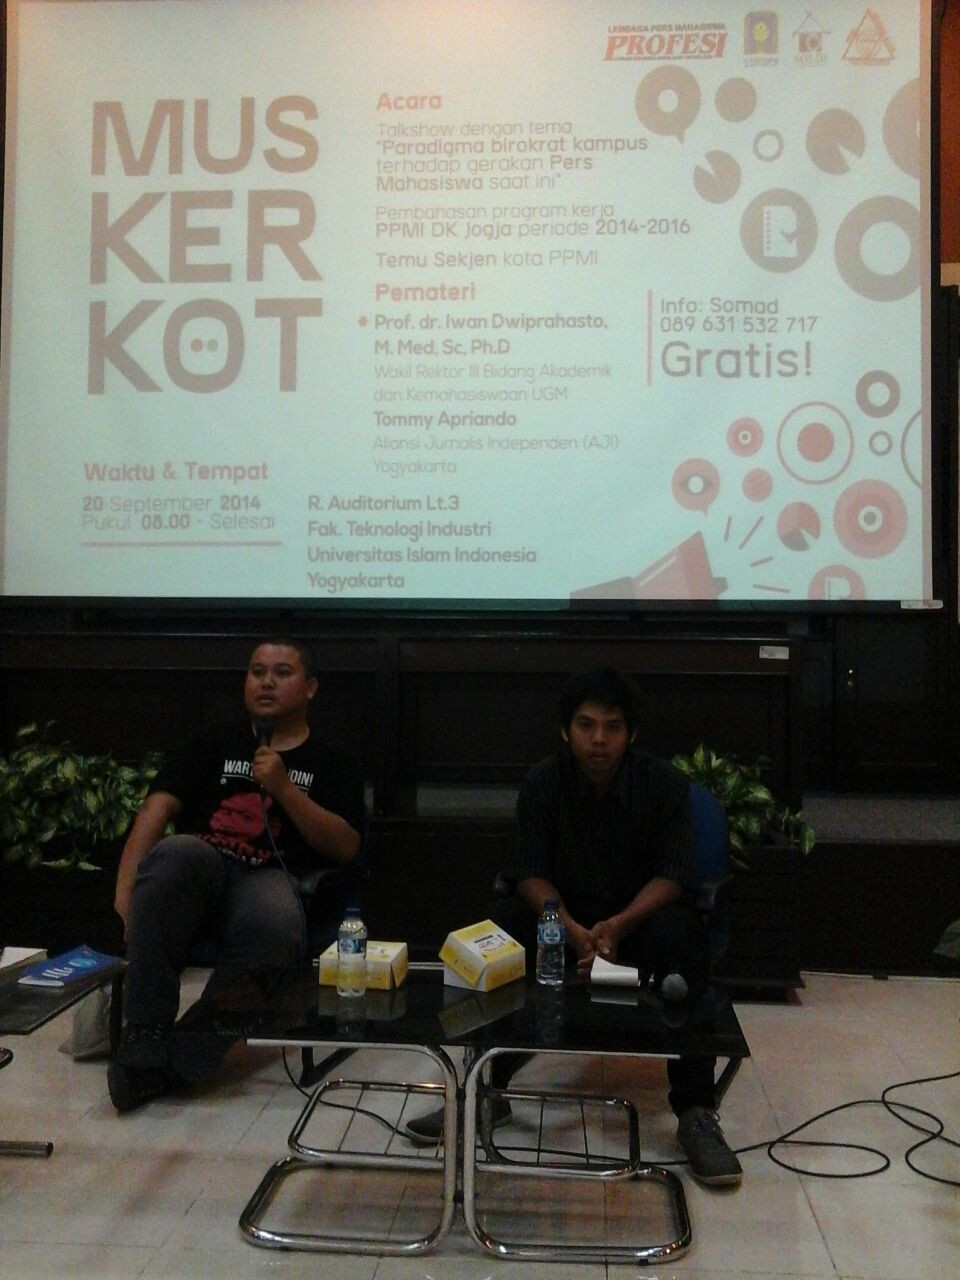 LEMBAGA PERS MAHASISWA
PROFESI
MUS
KER
KOT
Acara
Talkshow dengan tema
"Paradigma birokrat kampus
terhadap gerakan Pers
Mahasiswa saat ini"
Pembahasan program kerja
PPMI DK Jogja periode 2014-2016
Temu Sekjen kota PPMI
Pemateri
Prof. dr. Iwan Dwiprahasto,
M. Med, Sc, Ph.D
Wakil Rektor III Bidang Akademik
dan Kemahasiswaan UGM
Tommy Apriando
Aliansi Jurnalis Independen (AJI)
Yogyakarta
Info: Somad
089 631 532 717
Gratis!
Waktu & Tempat
20 September 2014
Pukul 08.00 - Selesai
R. Auditorium Lt.3
Fak. Teknologi Industri
Universitas Islam Indonesia
Yogyakarta